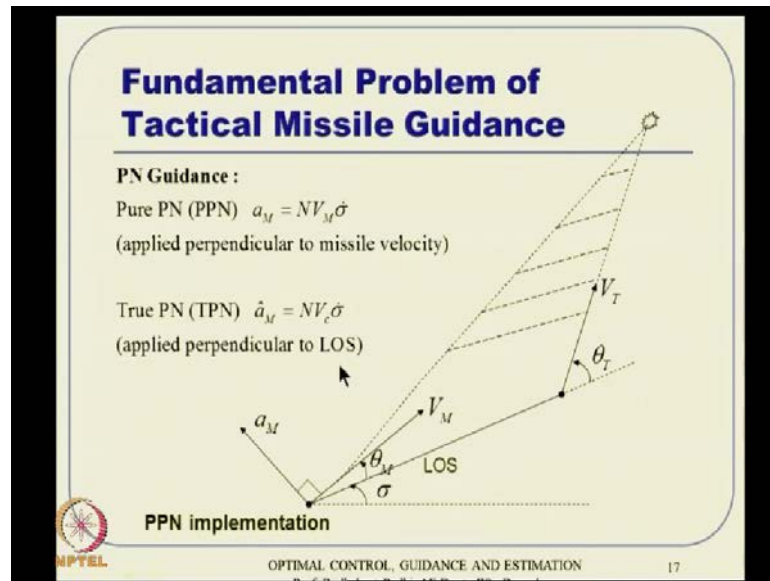 Fundamental Problem of
Tactical Missile Guidance
PN Guidance :
Pure PN (PPN) a_M = NV_M σ̇
(applied perpendicular to missile velocity)
True PN (TPN) â_M = NV_c σ̇
(applied perpendicular to LOS)
V_T
θ_T
V_M
a_M
θ_M
LOS
σ
PPN implementation
NPTEL
OPTIMAL CONTROL, GUIDANCE AND ESTIMATION
17